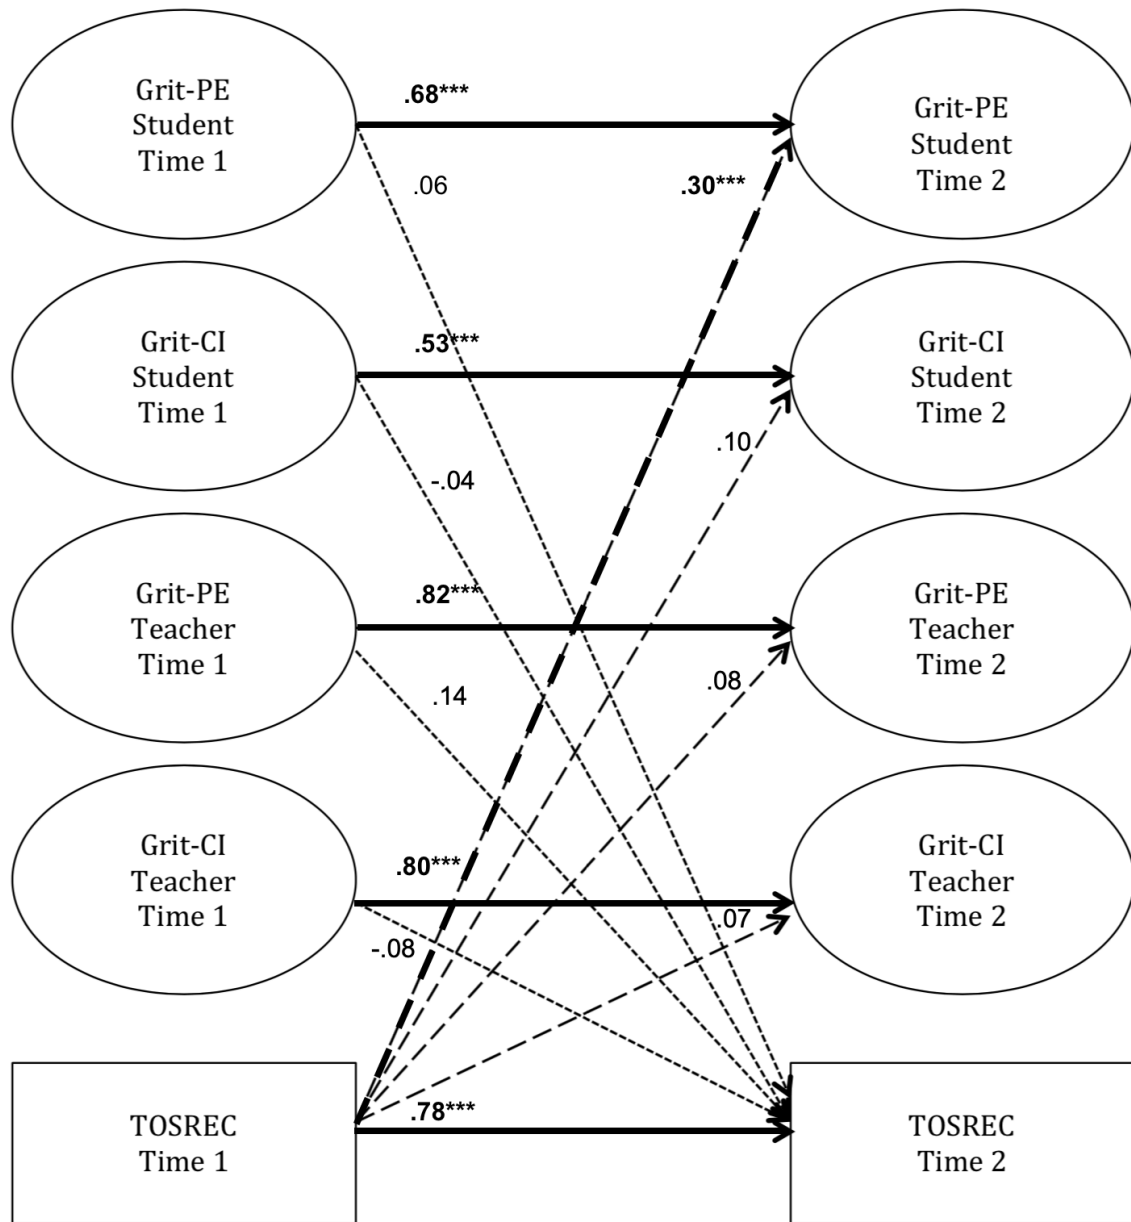 Grit-PE
Student
Time 1
.68***
.06
.30***
Grit-PE
Student
Time 2
Grit-CI
Student
Time 1
.53***
-.04
.10
Grit-CI
Student
Time 2
Grit-PE
Teacher
Time 1
.82***
.14
.08
Grit-PE
Teacher
Time 2
Grit-CI
Teacher
Time 1
.80***
-.08
.07
Grit-CI
Teacher
Time 2
TOSREC
Time 1
.78***
TOSREC
Time 2